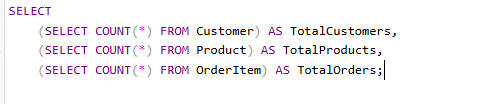 SELECT
(SELECT COUNT(*) FROM Customer) AS TotalCustomers,
(SELECT COUNT(*) FROM Product) AS TotalProducts,
(SELECT COUNT(*) FROM OrderItem) AS TotalOrders;